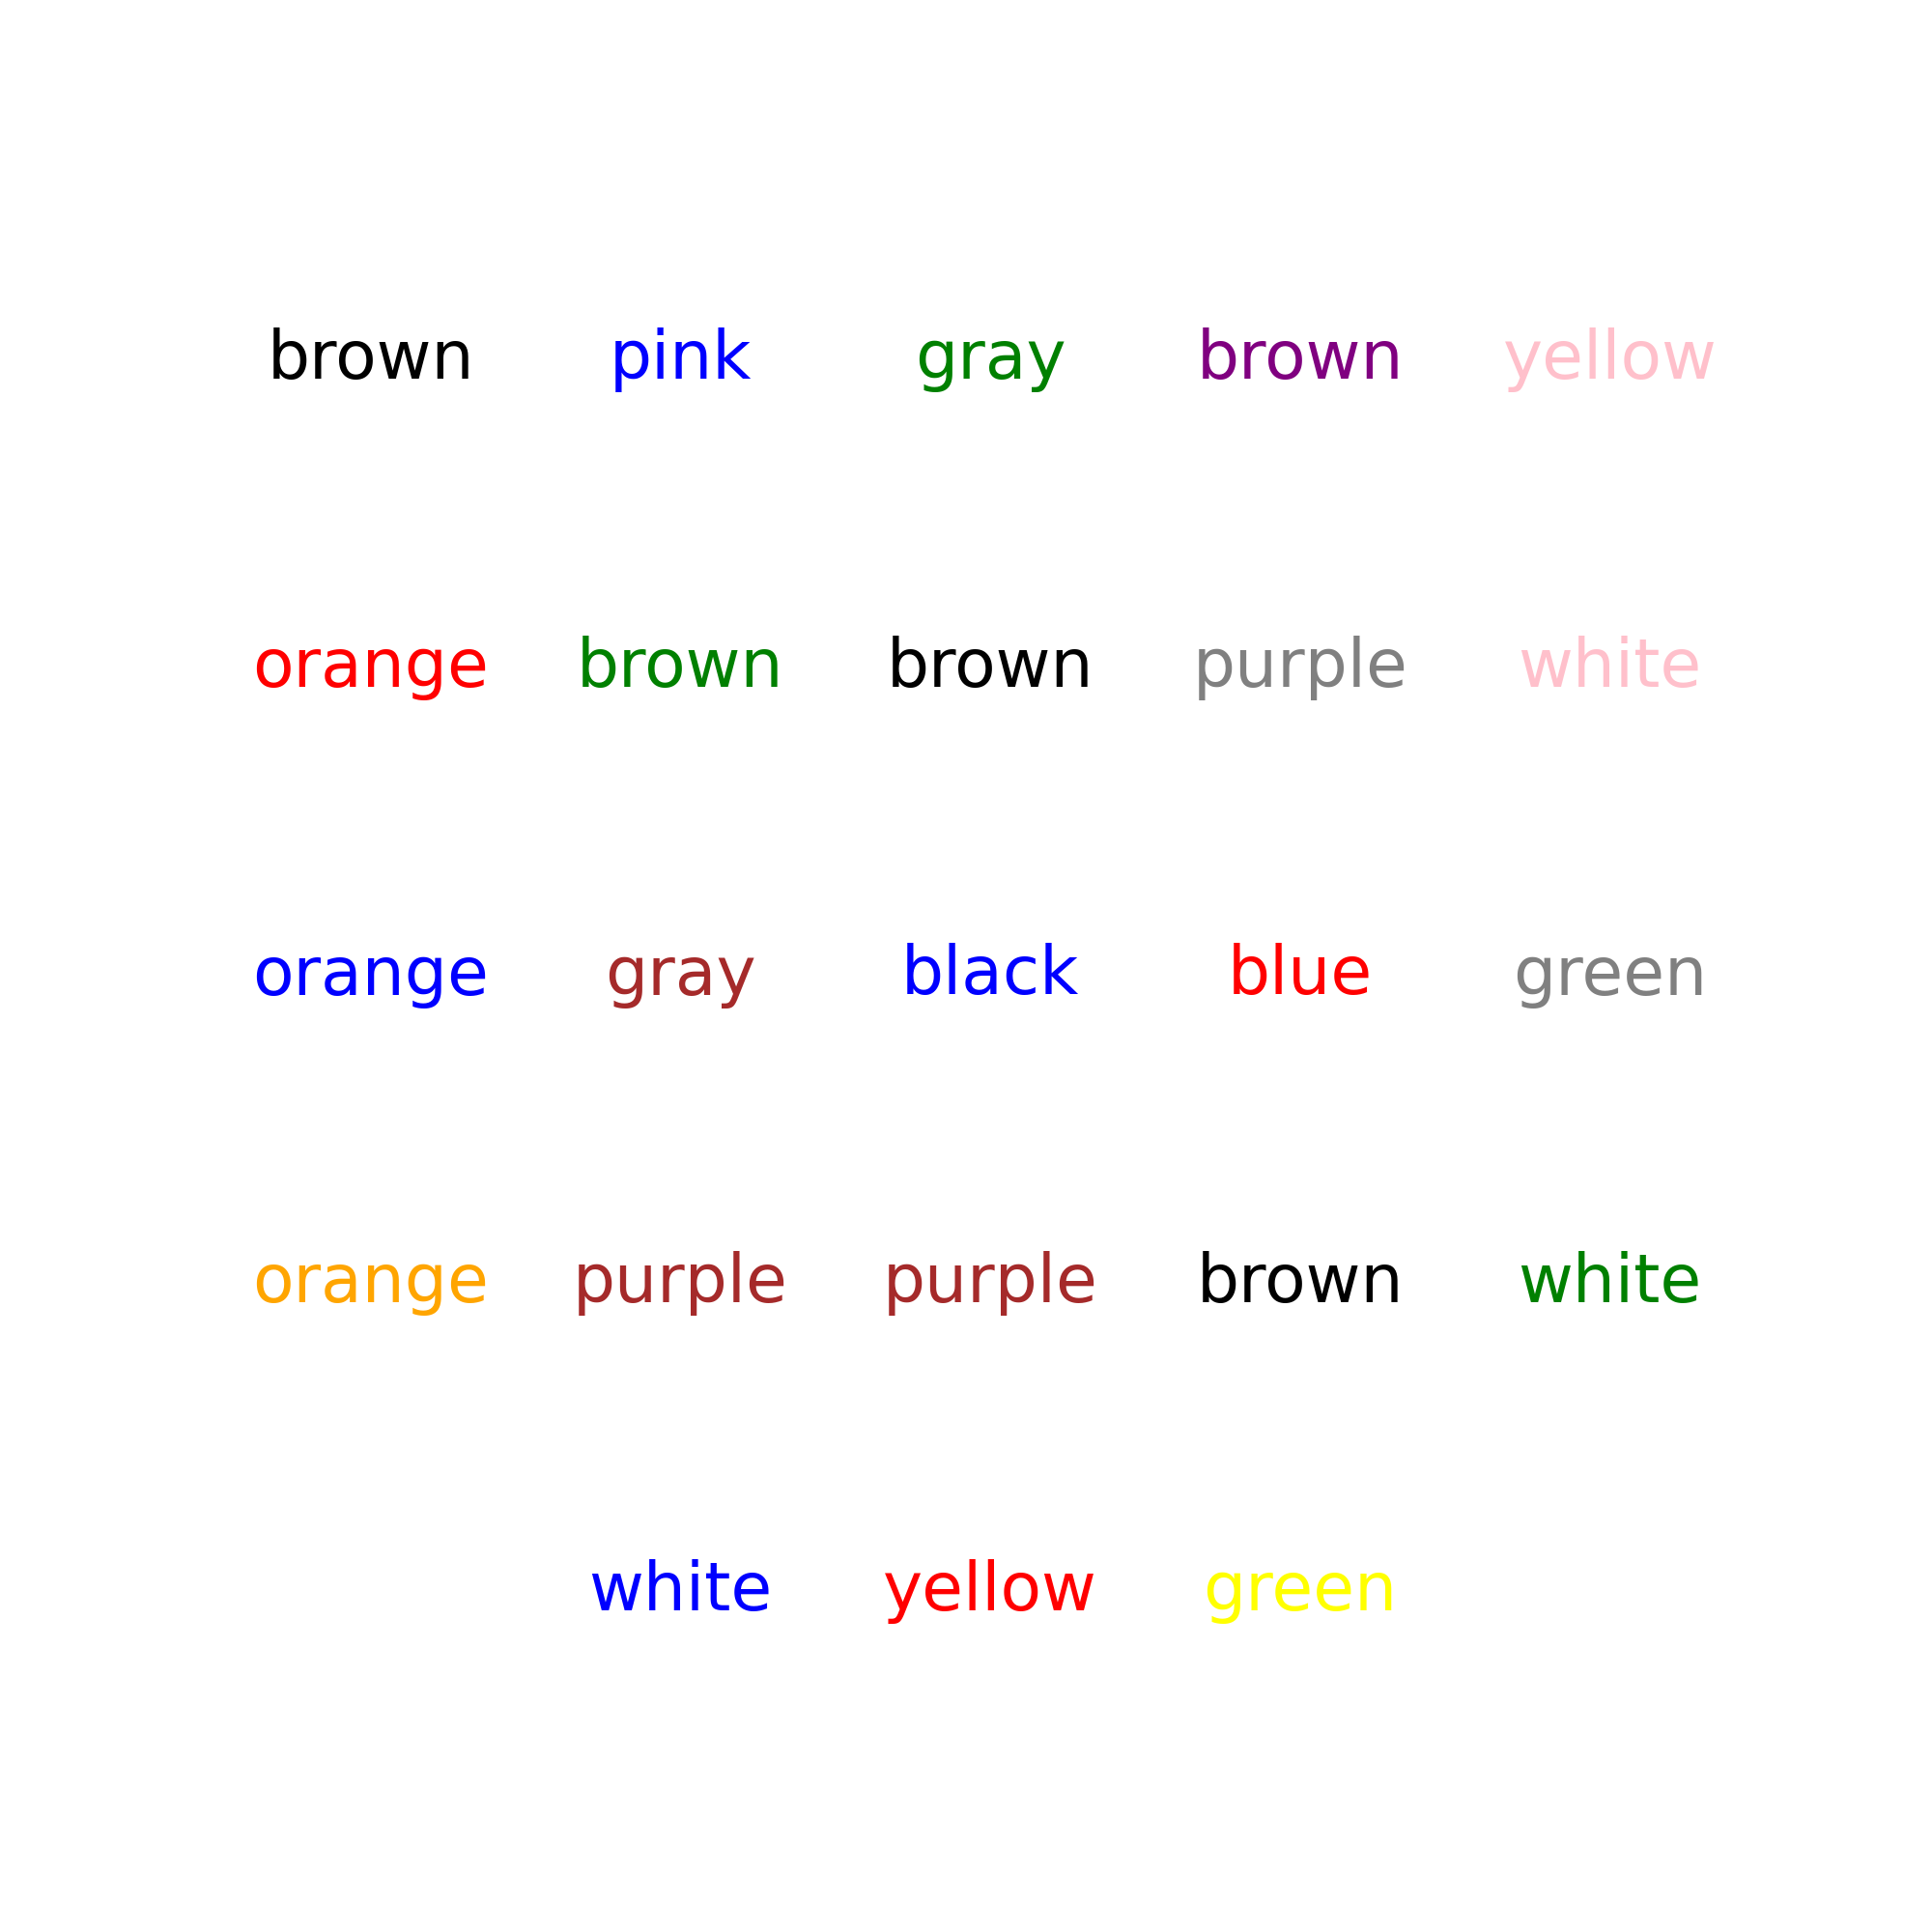 brown pink gray brown yellow
orange brown brown purple white
orange gray black blue green
orange purple purple brown white
white yellow green